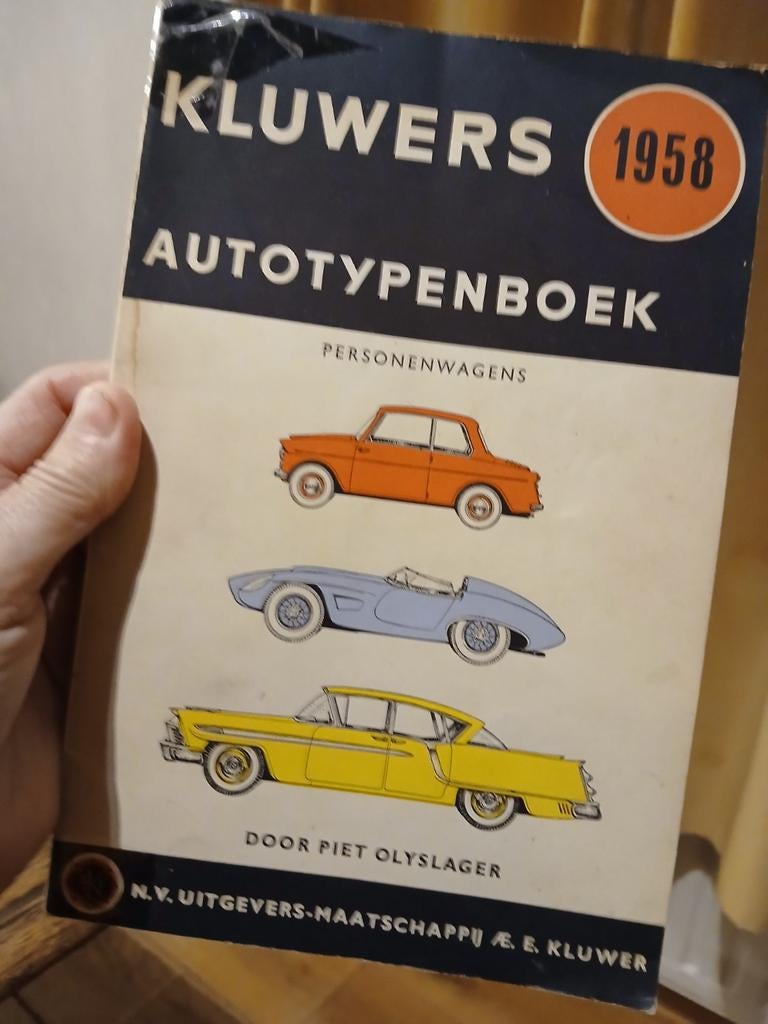 KLUWERS
1958
AUTOTYPENBOEK
PERSONENWAGENS
DOOR PIET OLYSLAGER
N.V. UITGEVERS-MAATSCHAPPIJ Æ. E. KLUWER